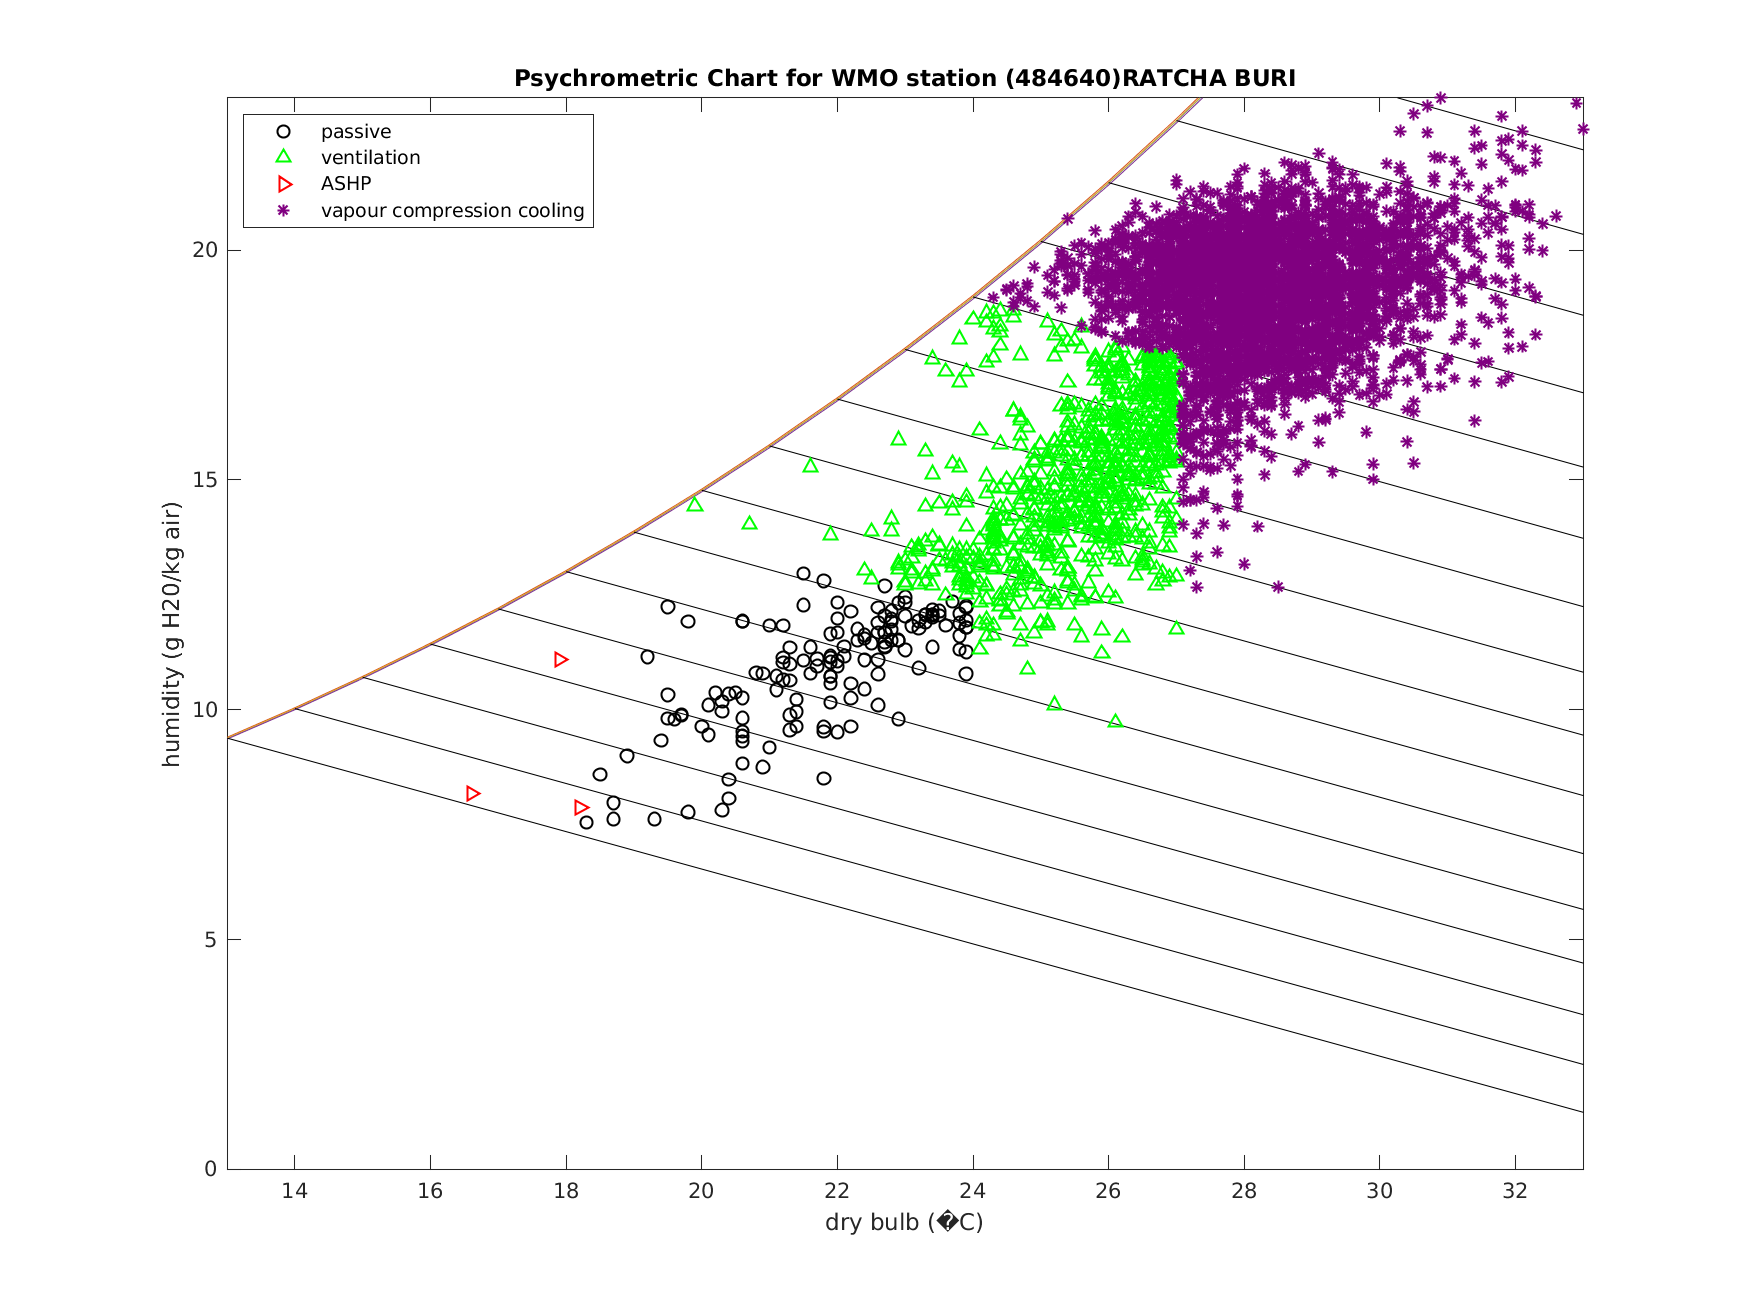 Psychrometric Chart for WMO station (484640)RATCHA BURI
passive
ventilation
ASHP
vapour compression cooling
humidity (g H20/kg air)
20
15
10
5
0
14 16 18 20 22 24 26 28 30 32
dry bulb (�C)